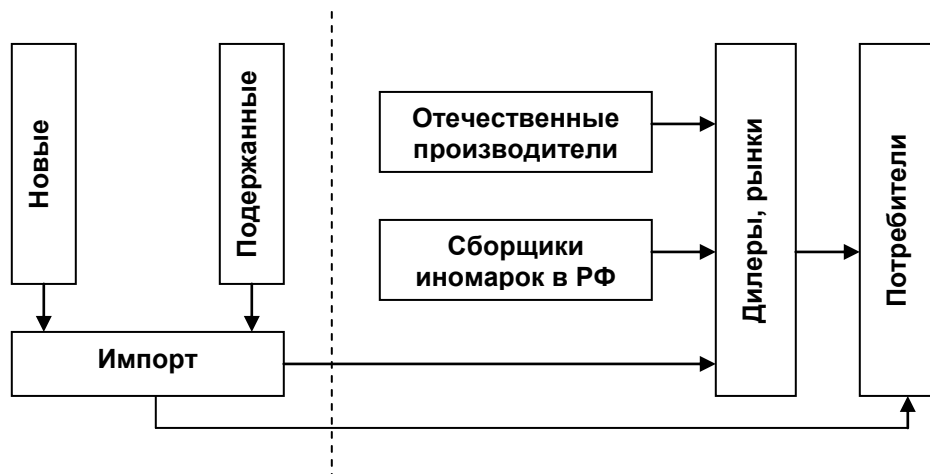 Новые
Подержанные
Отечественные
производители
Сборщики
иномарок в РФ
Импорт
Дилеры, рынки
Потребители